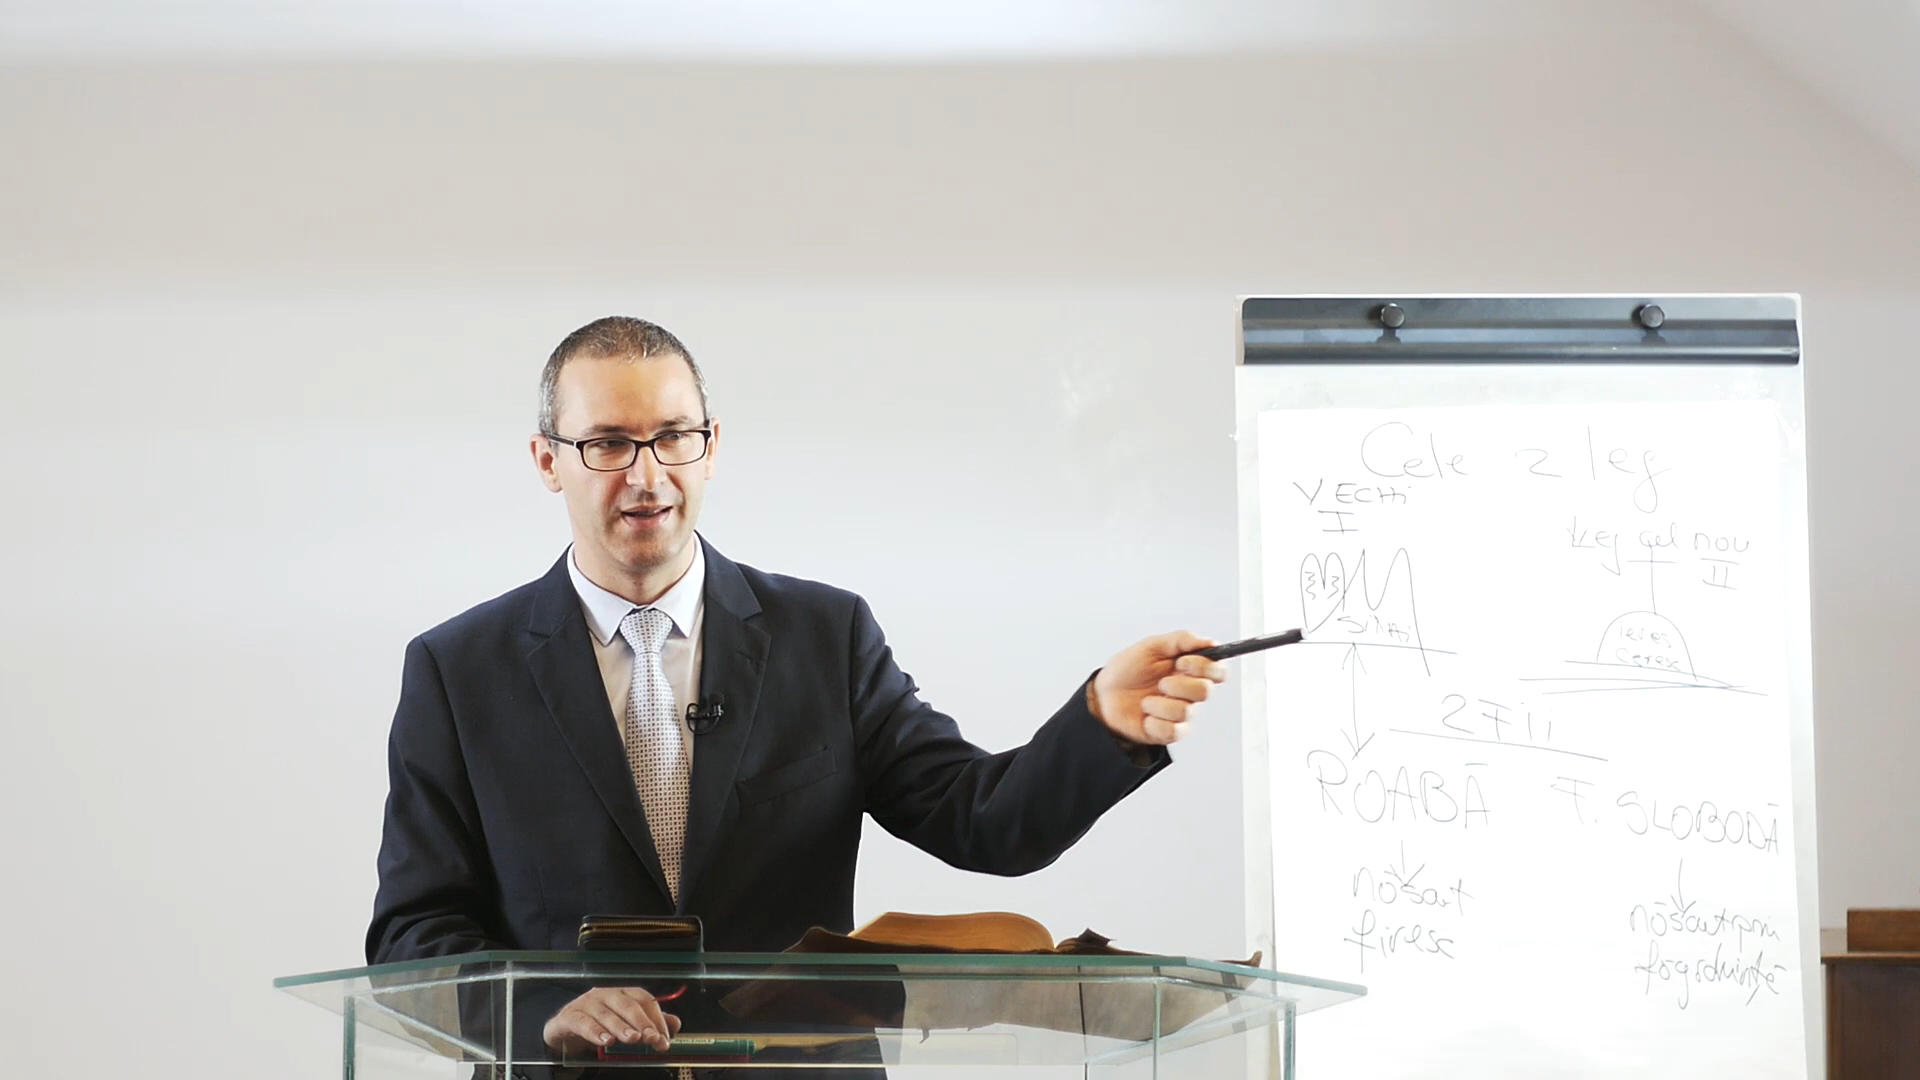 Cele 2 leg
VECHI
I
Leg cel nou
II
SINAI
Ierus
Ceresc
2 FII
ROABĂ
F. SLOBODĂ
născut
firesc
născut prin
făgăduință